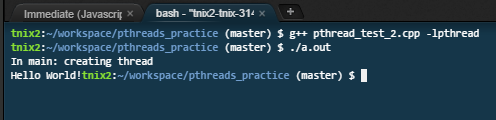 Immediate (Javascrip
bash - "tnix2-tnix-314
tnix2:~/workspace/pthreads_practice (master) $ g++ pthread_test_2.cpp -lpthread
tnix2:~/workspace/pthreads_practice (master) $ ./a.out
In main: creating thread
Hello World!tnix2:~/workspace/pthreads_practice (master) $